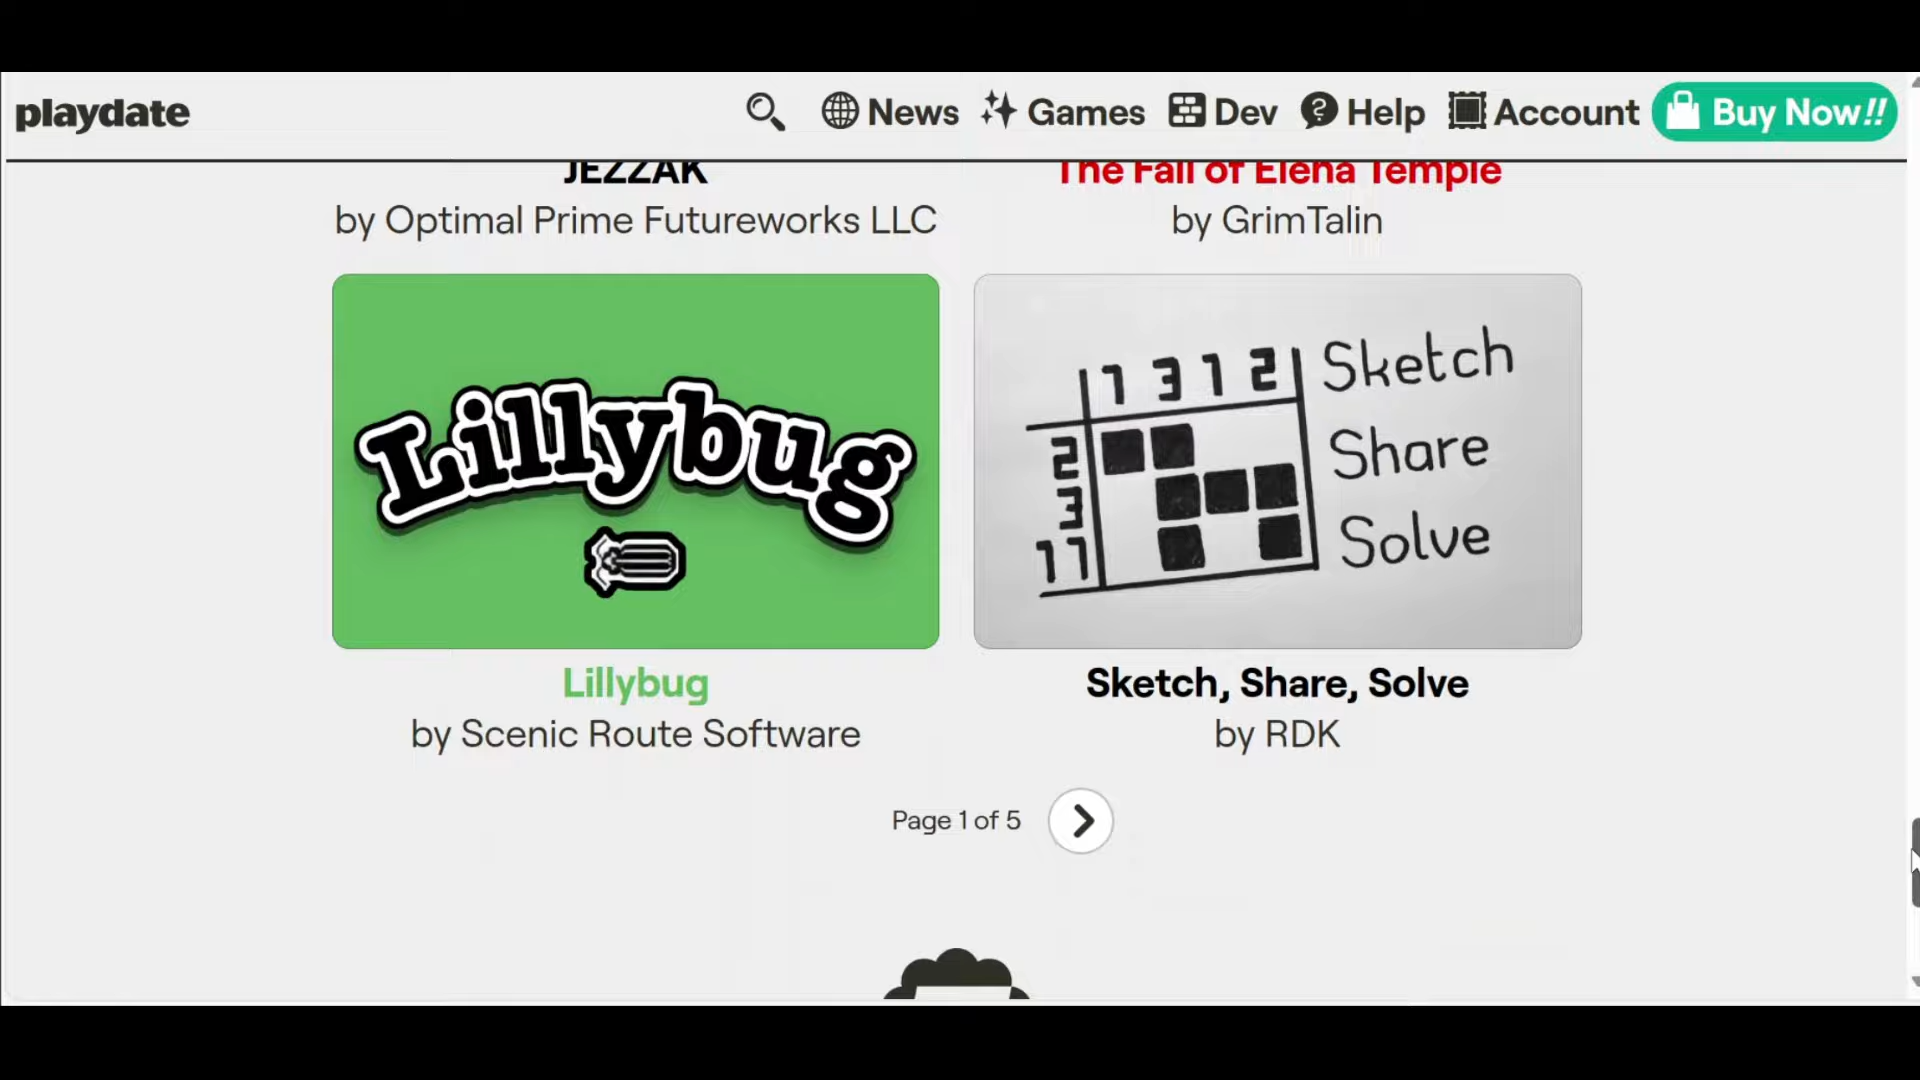 playdate
News
Games
Dev
Help
Account
Buy Now!!
JEZZAK
The Fall of Elena Temple
by Optimal Prime Futureworks LLC
by GrimTalin
Lillybug
1 3 1 2
2
3
11
Sketch
Share
Solve
Lillybug
Sketch, Share, Solve
by Scenic Route Software
by RDK
Page 1 of 5